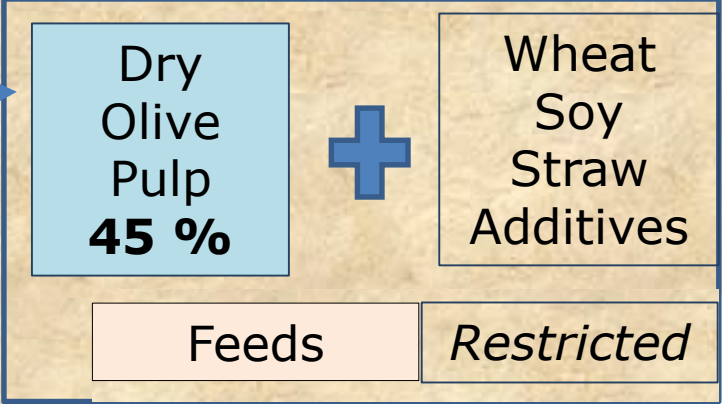 Dry
Olive
Pulp
45 %
Wheat
Soy
Straw
Additives
Feeds
Restricted